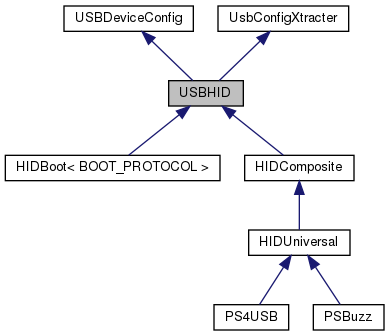 USBDeviceConfig
UsbConfigXtracter
USBHID
HIDBoot< BOOT_PROTOCOL >
HIDComposite
HIDUniversal
PS4USB
PSBuzz